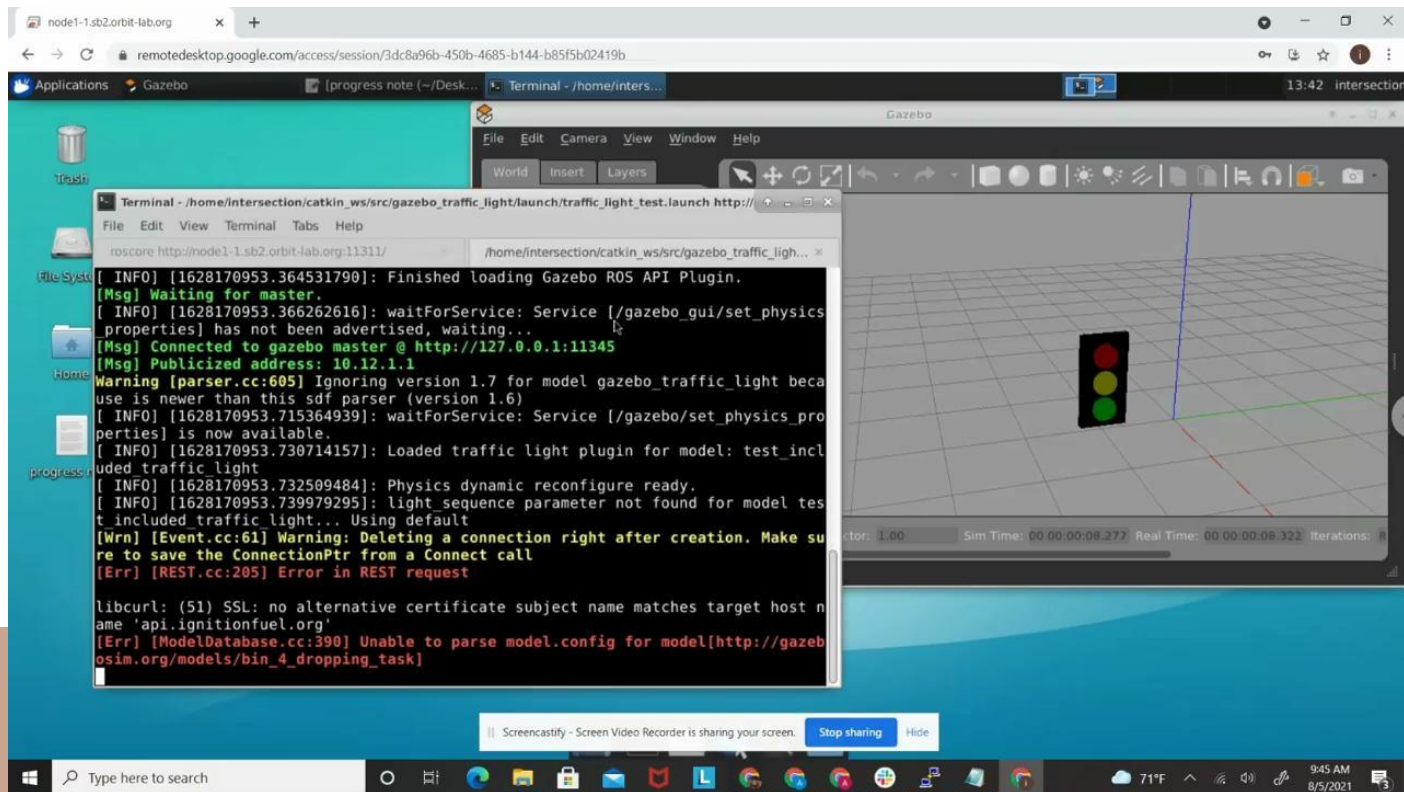 node1-1.sb2.orbit-lab.org
remotedesktop.google.com/access/session/3dc8a96b-450b-4685-b144-b85f5b02419b
Applications Gazebo [progress note (~/Desk... Terminal - /home/inters... 13:42 intersection
Gazebo
File Edit Camera View Window Help
World Insert Layers
Trash
Terminal - /home/intersection/catkin_ws/src/gazebo_traffic_light/launch/traffic_light_test.launch http://
File Edit View Terminal Tabs Help
roscore http://node1-1.sb2.orbit-lab.org:11311/ /home/intersection/catkin_ws/src/gazebo_traffic_ligh...
File Syste
Home
progress n
[ INFO] [1628170953.364531790]: Finished loading Gazebo ROS API Plugin.
[Msg] Waiting for master.
[ INFO] [1628170953.366262616]: waitForService: Service [/gazebo_gui/set_physics
_properties] has not been advertised, waiting...
[Msg] Connected to gazebo master @ http://127.0.0.1:11345
[Msg] Publicized address: 10.12.1.1
Warning [parser.cc:605] Ignoring version 1.7 for model gazebo_traffic_light beca
use is newer than this sdf parser (version 1.6)
[ INFO] [1628170953.715364939]: waitForService: Service [/gazebo/set_physics_pro
perties] is now available.
[ INFO] [1628170953.730714157]: Loaded traffic light plugin for model: test_incl
uded_traffic_light
[ INFO] [1628170953.732509484]: Physics dynamic reconfigure ready.
[ INFO] [1628170953.739979295]: light_sequence parameter not found for model tes
t_included_traffic_light... Using default
[Wrn] [Event.cc:61] Warning: Deleting a connection right after creation. Make su
re to save the ConnectionPtr from a Connect call
[Err] [REST.cc:205] Error in REST request
libcurl: (51) SSL: no alternative certificate subject name matches target host n
ame 'api.ignitionfuel.org'
[Err] [ModelDatabase.cc:390] Unable to parse model.config for model[http://gazeb
osim.org/models/bin_4_dropping_task]
ctor: 1.00 Sim Time: 00 00:00:08.277 Real Time: 00 00:00:08.322 Iterations: 8
Screencastify - Screen Video Recorder is sharing your screen. Stop sharing Hide
Type here to search
71°F
9:45 AM
8/5/2021